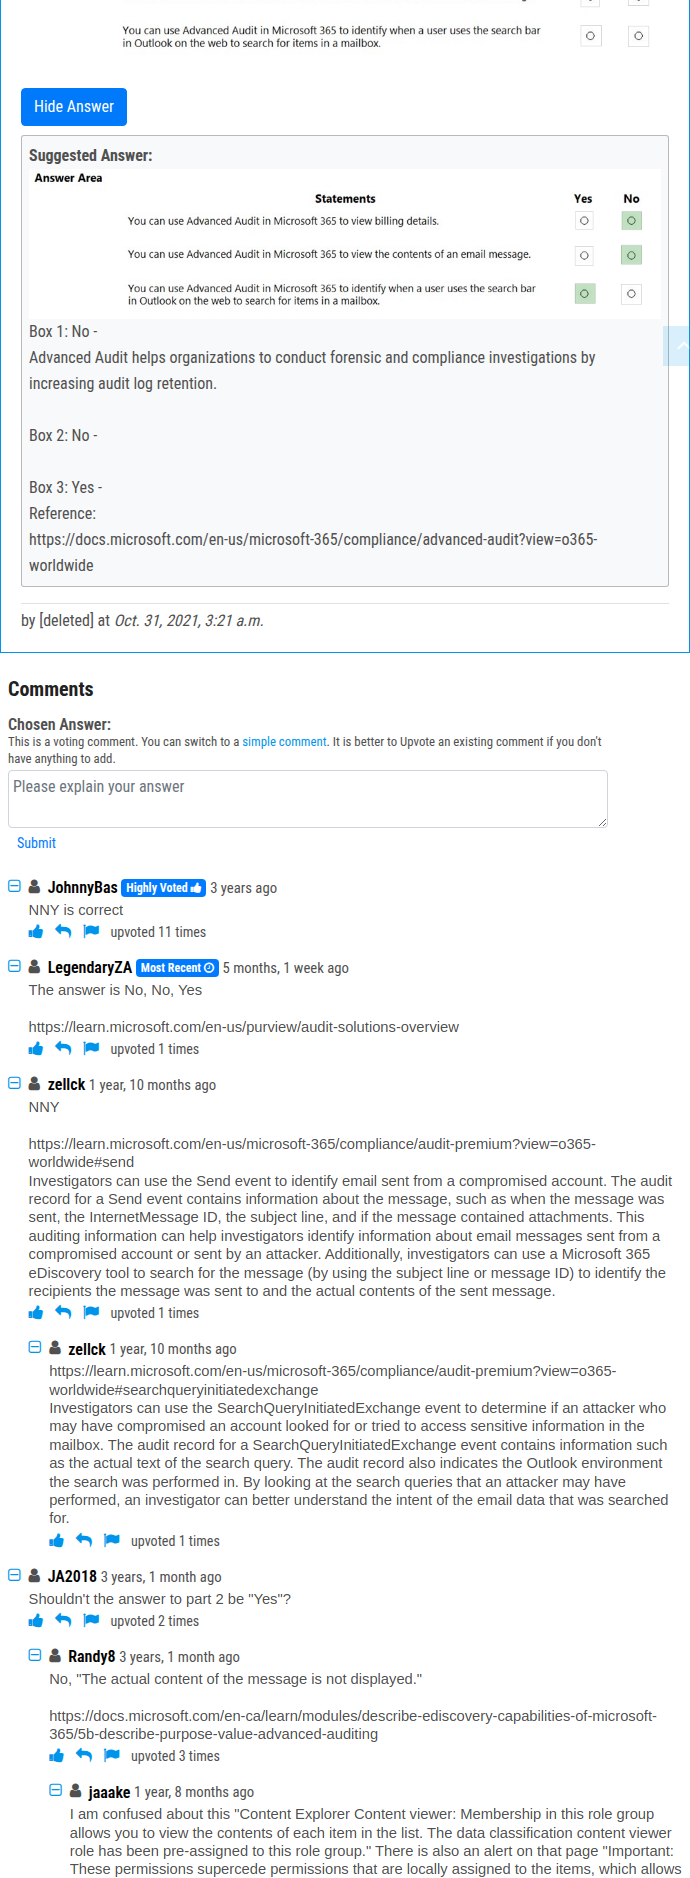 You can use Advanced Audit in Microsoft 365 to identify when a user uses the search bar
in Outlook on the web to search for items in a mailbox.
Hide Answer
Suggested Answer:
Answer Area
Statements Yes No
You can use Advanced Audit in Microsoft 365 to view billing details.
You can use Advanced Audit in Microsoft 365 to view the contents of an email message.
You can use Advanced Audit in Microsoft 365 to identify when a user uses the search bar
in Outlook on the web to search for items in a mailbox.
Box 1: No -
Advanced Audit helps organizations to conduct forensic and compliance investigations by
increasing audit log retention.
Box 2: No -
Box 3: Yes -
Reference:
https://docs.microsoft.com/en-us/microsoft-365/compliance/advanced-audit?view=o365-
worldwide
by [deleted] at Oct. 31, 2021, 3:21 a.m.
Comments
Chosen Answer:
This is a voting comment. You can switch to a simple comment. It is better to Upvote an existing comment if you don't
have anything to add.
Please explain your answer
Submit
JohnnyBas Highly Voted 3 years ago
NNY is correct
upvoted 11 times
LegendaryZA Most Recent 5 months, 1 week ago
The answer is No, No, Yes
https://learn.microsoft.com/en-us/purview/audit-solutions-overview
upvoted 1 times
zellck 1 year, 10 months ago
NNY
https://learn.microsoft.com/en-us/microsoft-365/compliance/audit-premium?view=o365-
worldwide#send
Investigators can use the Send event to identify email sent from a compromised account. The audit
record for a Send event contains information about the message, such as when the message was
sent, the InternetMessage ID, the subject line, and if the message contained attachments. This
auditing information can help investigators identify information about email messages sent from a
compromised account or sent by an attacker. Additionally, investigators can use a Microsoft 365
eDiscovery tool to search for the message (by using the subject line or message ID) to identify the
recipients the message was sent to and the actual contents of the sent message.
upvoted 1 times
zellck 1 year, 10 months ago
https://learn.microsoft.com/en-us/microsoft-365/compliance/audit-premium?view=o365-
worldwide#searchqueryinitiatedexchange
Investigators can use the SearchQueryInitiatedExchange event to determine if an attacker who
may have compromised an account looked for or tried to access sensitive information in the
mailbox. The audit record for a SearchQueryInitiatedExchange event contains information such
as the actual text of the search query. The audit record also indicates the Outlook environment
the search was performed in. By looking at the search queries that an attacker may have
performed, an investigator can better understand the intent of the email data that was searched
for.
upvoted 1 times
JA2018 3 years, 1 month ago
Shouldn't the answer to part 2 be "Yes"?
upvoted 2 times
Randy8 3 years, 1 month ago
No, "The actual content of the message is not displayed."
https://docs.microsoft.com/en-ca/learn/modules/describe-ediscovery-capabilities-of-microsoft-
365/5b-describe-purpose-value-advanced-auditing
upvoted 3 times
jaaake 1 year, 8 months ago
I am confused about this "Content Explorer Content viewer: Membership in this role group
allows you to view the contents of each item in the list. The data classification content viewer
role has been pre-assigned to this role group." There is also an alert on that page "Important:
These permissions supercede permissions that are locally assigned to the items, which allows